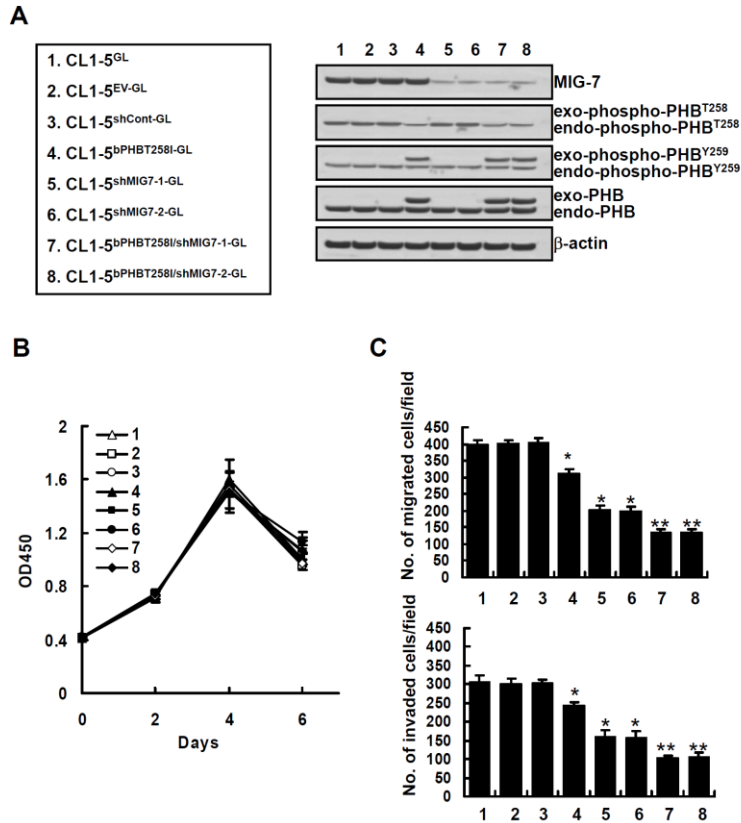 A
1. CL1-5GL
2. CL1-5EV-GL
3. CL1-5shCont-GL
4. CL1-5bPHBT258I-GL
5. CL1-5shMIG7-1-GL
6. CL1-5shMIG7-2-GL
7. CL1-5bPHBT258I/shMIG7-1-GL
8. CL1-5bPHBT258I/shMIG7-2-GL
1 2 3 4 5 6 7 8
MIG-7
exo-phospho-PHBT258
endo-phospho-PHBT258
exo-phospho-PHBY259
endo-phospho-PHBY259
exo-PHB
endo-PHB
β-actin
B
OD450
2
1.6
1.2
0.8
0.4
0
1
2
3
4
5
6
7
8
0 2 4 6
Days
C
No. of migrated cells/field
450
400
350
300
250
200
150
100
50
0
* * * ** **
1 2 3 4 5 6 7 8
No. of invaded cells/field
450
400
350
300
250
200
150
100
50
0
* * * ** **
1 2 3 4 5 6 7 8